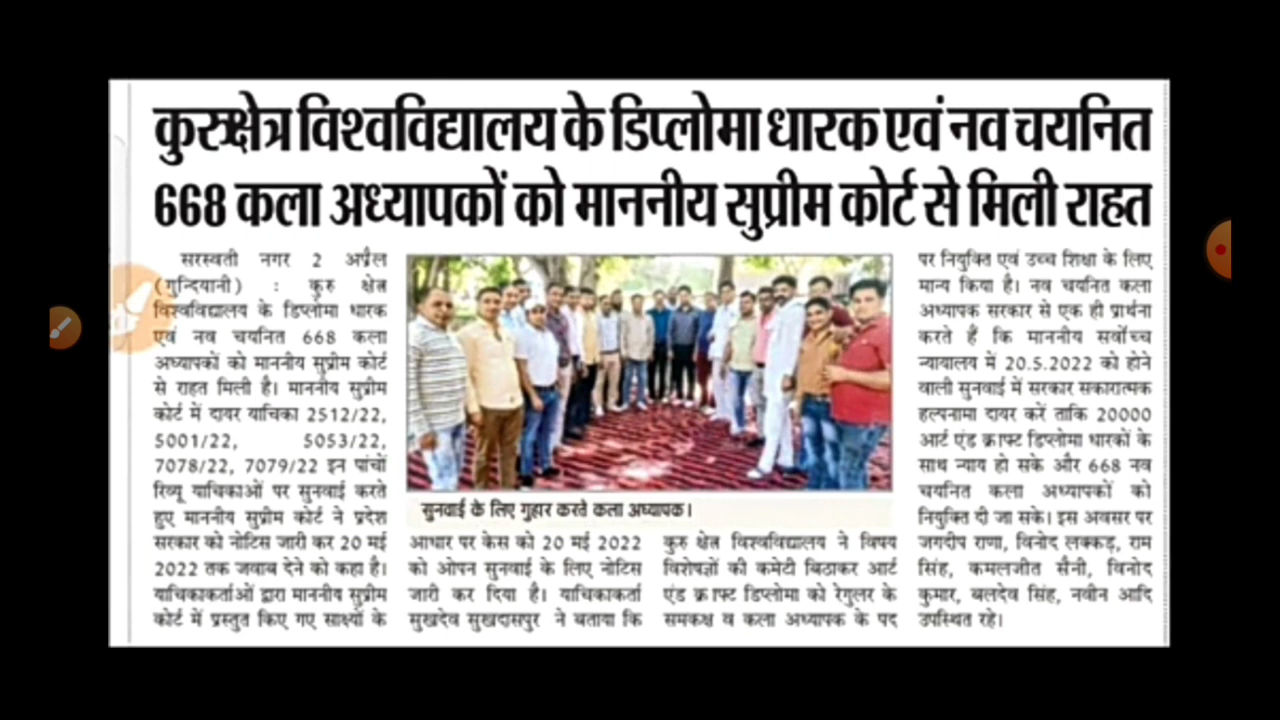 कुरुक्षेत्र विश्वविद्यालय के डिप्लोमा धारक एवं नव चयनित
668 कला अध्यापकों को माननीय सुप्रीम कोर्ट से मिली राहत
सरस्वती नगर 2 अप्रैल
(गुन्दियानी) : कुरु क्षेत्र
विश्वविद्यालय के डिप्लोमा धारक
एवं नव चयनित 668 कला
अध्यापकों को माननीय सुप्रीम कोर्ट
से राहत मिली है। माननीय सुप्रीम
कोर्ट में दायर याचिका 2512/22,
5001/22, 5053/22,
7078/22, 7079/22 इन पांचों
रिव्यू याचिकाओं पर सुनवाई करते
हुए माननीय सुप्रीम कोर्ट ने प्रदेश
सरकार को नोटिस जारी कर 20 मई
2022 तक जवाब देने को कहा है।
याचिकाकर्ताओं द्वारा माननीय सुप्रीम
कोर्ट में प्रस्तुत किए गए साक्ष्यों के
सुनवाई के लिए गुहार करते कला अध्यापक।
आधार पर केस को 20 मई 2022
को ओपन सुनवाई के लिए नोटिस
जारी कर दिया है। याचिकाकर्ता
सुखदेव सुखदासपुर ने बताया कि
कुरु क्षेत्र विश्वविद्यालय ने विषय
विशेषज्ञों की कमेटी बिठाकर आर्ट
एंड क्राफ्ट डिप्लोमा को रेगुलर के
समकक्ष व कला अध्यापक के पद
पर नियुक्ति एवं उच्च शिक्षा के लिए
मान्य किया है। नव चयनित कला
अध्यापक सरकार से एक ही प्रार्थना
करते हैं कि माननीय सर्वोच्च
न्यायालय में 20.5.2022 को होने
वाली सुनवाई में सरकार सकारात्मक
हल्पनामा दायर करें ताकि 20000
आर्ट एंड क्राफ्ट डिप्लोमा धारकों के
साथ न्याय हो सके और 668 नव
चयनित कला अध्यापकों को
नियुक्ति दी जा सके। इस अवसर पर
जगदीप राणा, विनोद लक्कड़, राम
सिंह, कमलजीत सैनी, विनोद
कुमार, बलदेव सिंह, नवीन आदि
उपस्थित रहे।